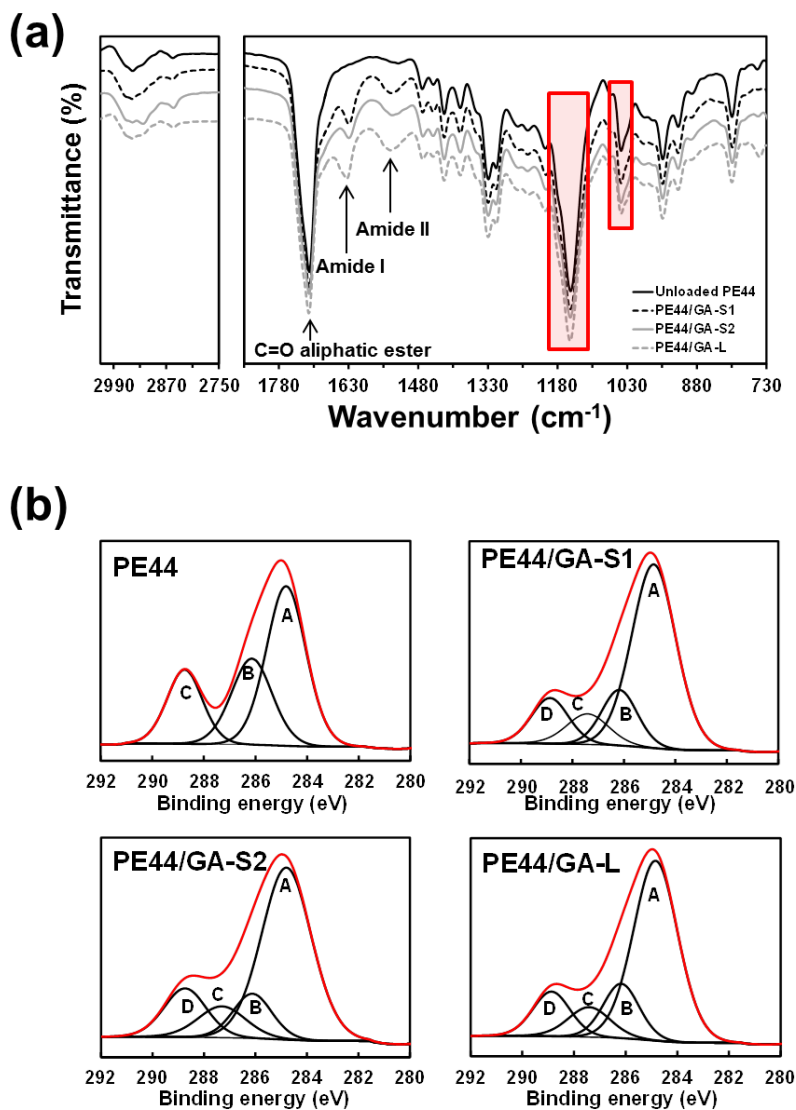 (a)
Transmittance (%)
Amide II
Amide I
C=O aliphatic ester
Unloaded PE44
PE44/GA-S1
PE44/GA-S2
PE44/GA-L
2990 2870 2750 1780 1630 1480 1330 1180 1030 880 730
Wavenumber (cm-1)
(b)
PE44
A
B
C
292 290 288 286 284 282 280
Binding energy (eV)
PE44/GA-S1
A
D C B
292 290 288 286 284 282 280
Binding energy (eV)
PE44/GA-S2
A
D C B
292 290 288 286 284 282 280
Binding energy (eV)
PE44/GA-L
A
D C B
292 290 288 286 284 282 280
Binding energy (eV)